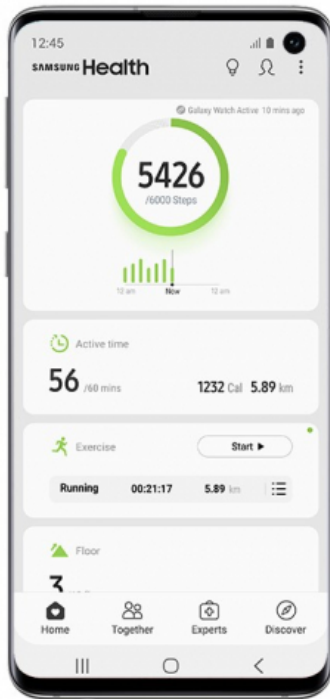 12:45
SAMSUNG Health
Galaxy Watch Active 10 mins ago
5426
/6000 Steps
12 am Now 12 am
Active time
56 /60 mins 1232 Cal 5.89 km
Exercise Start
Running 00:21:17 5.89 km
Floor
3
Home Together Experts Discover